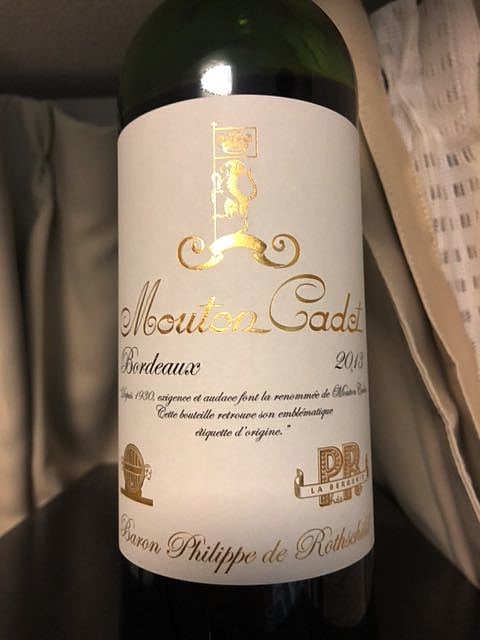 Mouton Cadet
Bordeaux 2013
Depuis 1930, exigence et audace font la renommée de Mouton Cadet
Cette bouteille retrouve son emblématique
étiquette d'origine."
PR
LA BERGERIE
Baron Philippe de Rothschild